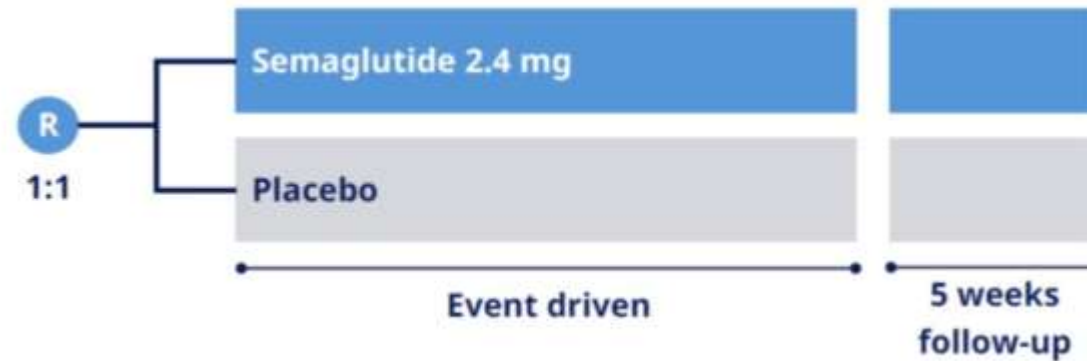 Semaglutide 2.4 mg
R
1:1
Placebo
Event driven
5 weeks
follow-up